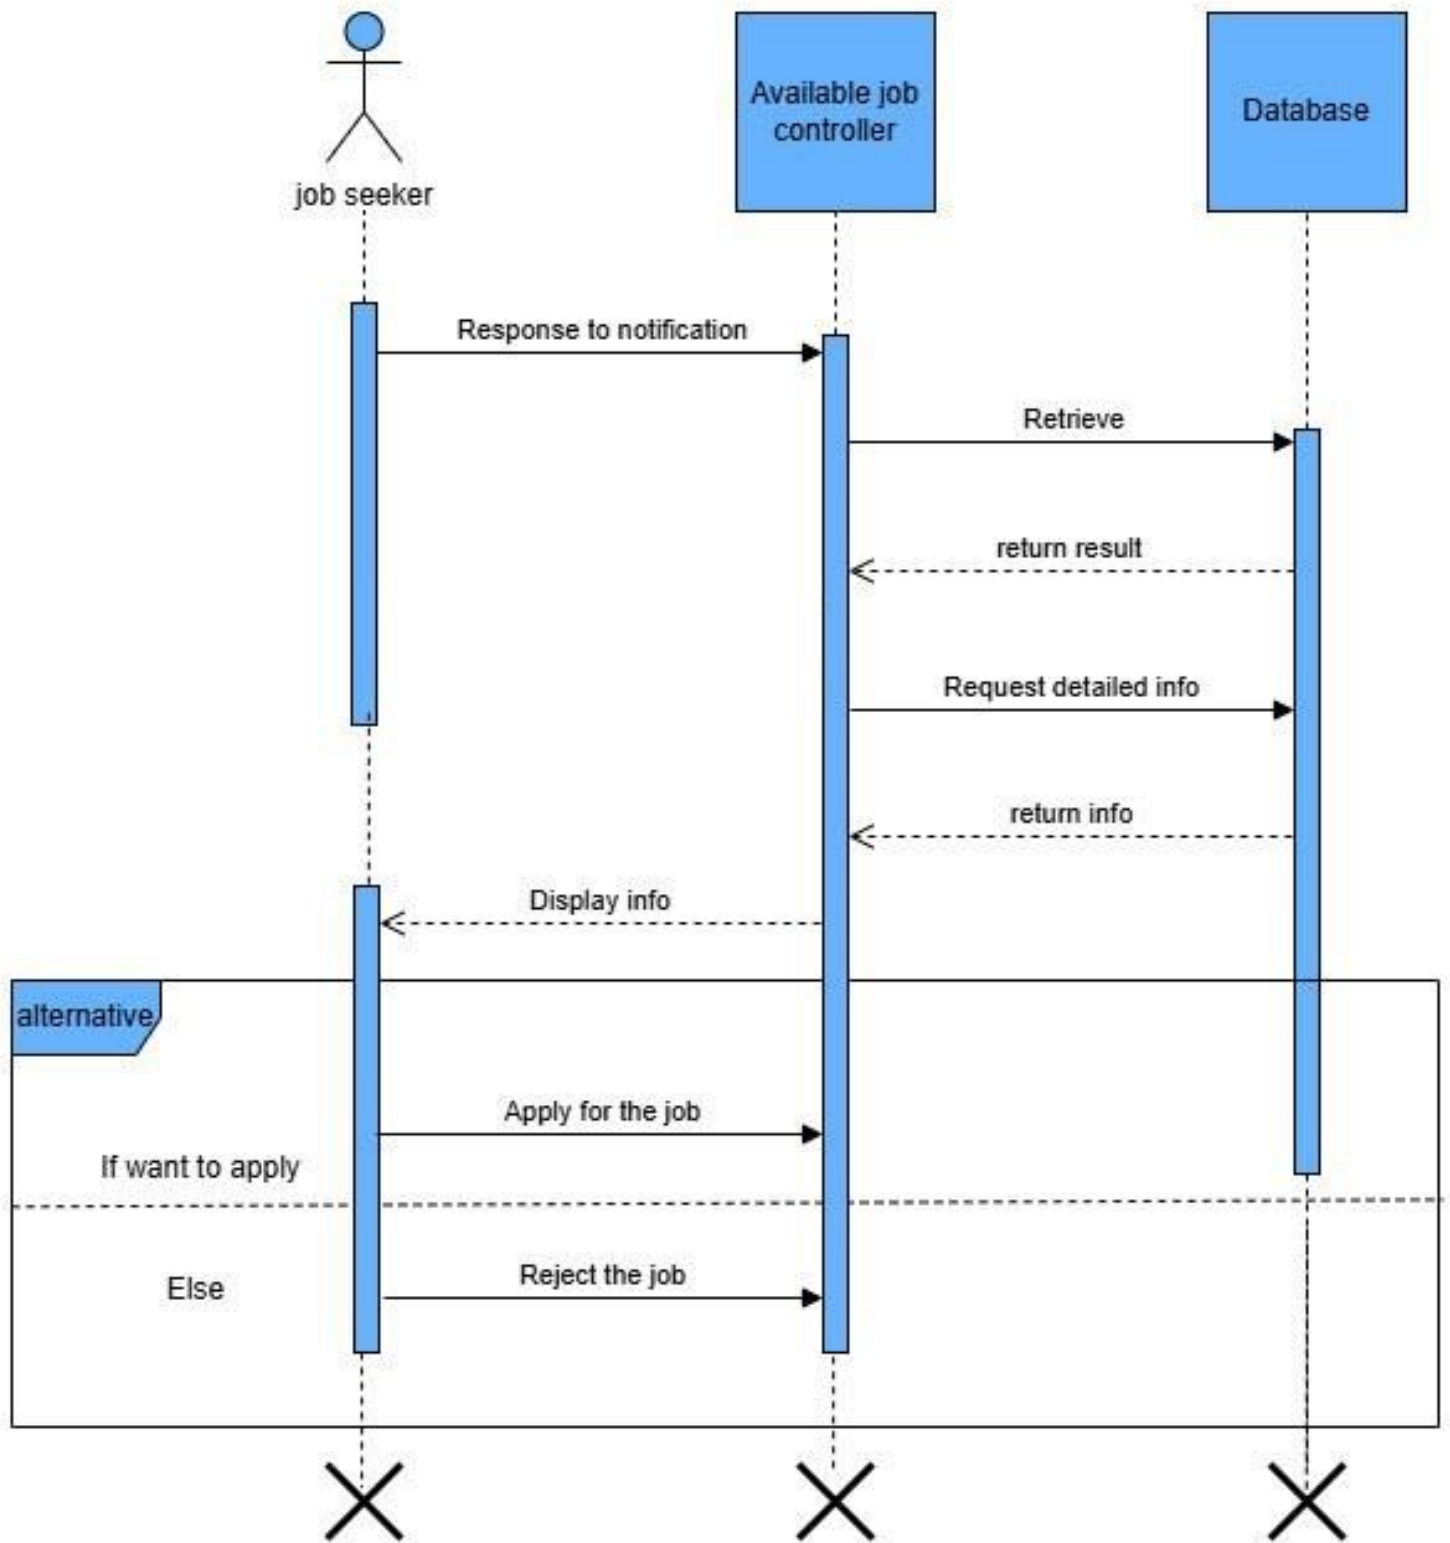 job seeker
Available job
controller
Database
Response to notification
Retrieve
return result
Request detailed info
return info
Display info
alternative
Apply for the job
If want to apply
Reject the job
Else